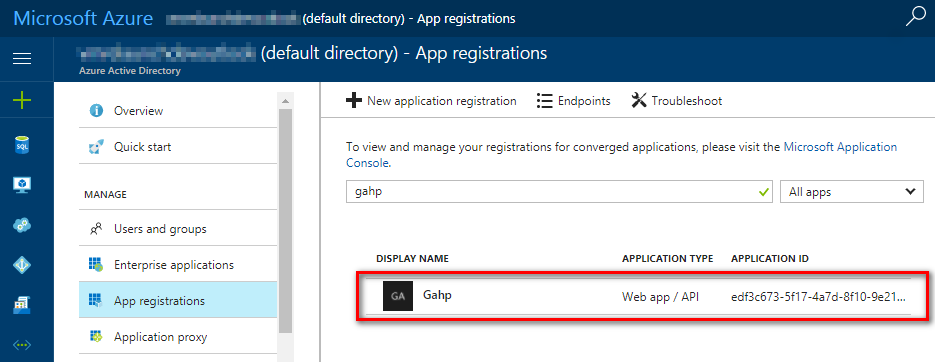 Microsoft Azure (default directory) - App registrations
(default directory) - App registrations
Azure Active Directory
Overview
Quick start
MANAGE
Users and groups
Enterprise applications
App registrations
Application proxy
New application registration Endpoints Troubleshoot
To view and manage your registrations for converged applications, please visit the Microsoft Application
Console.
gahp All apps
DISPLAY NAME APPLICATION TYPE APPLICATION ID
GA Gahp Web app / API edf3c673-5f17-4a7d-8f10-9e21...
SQL